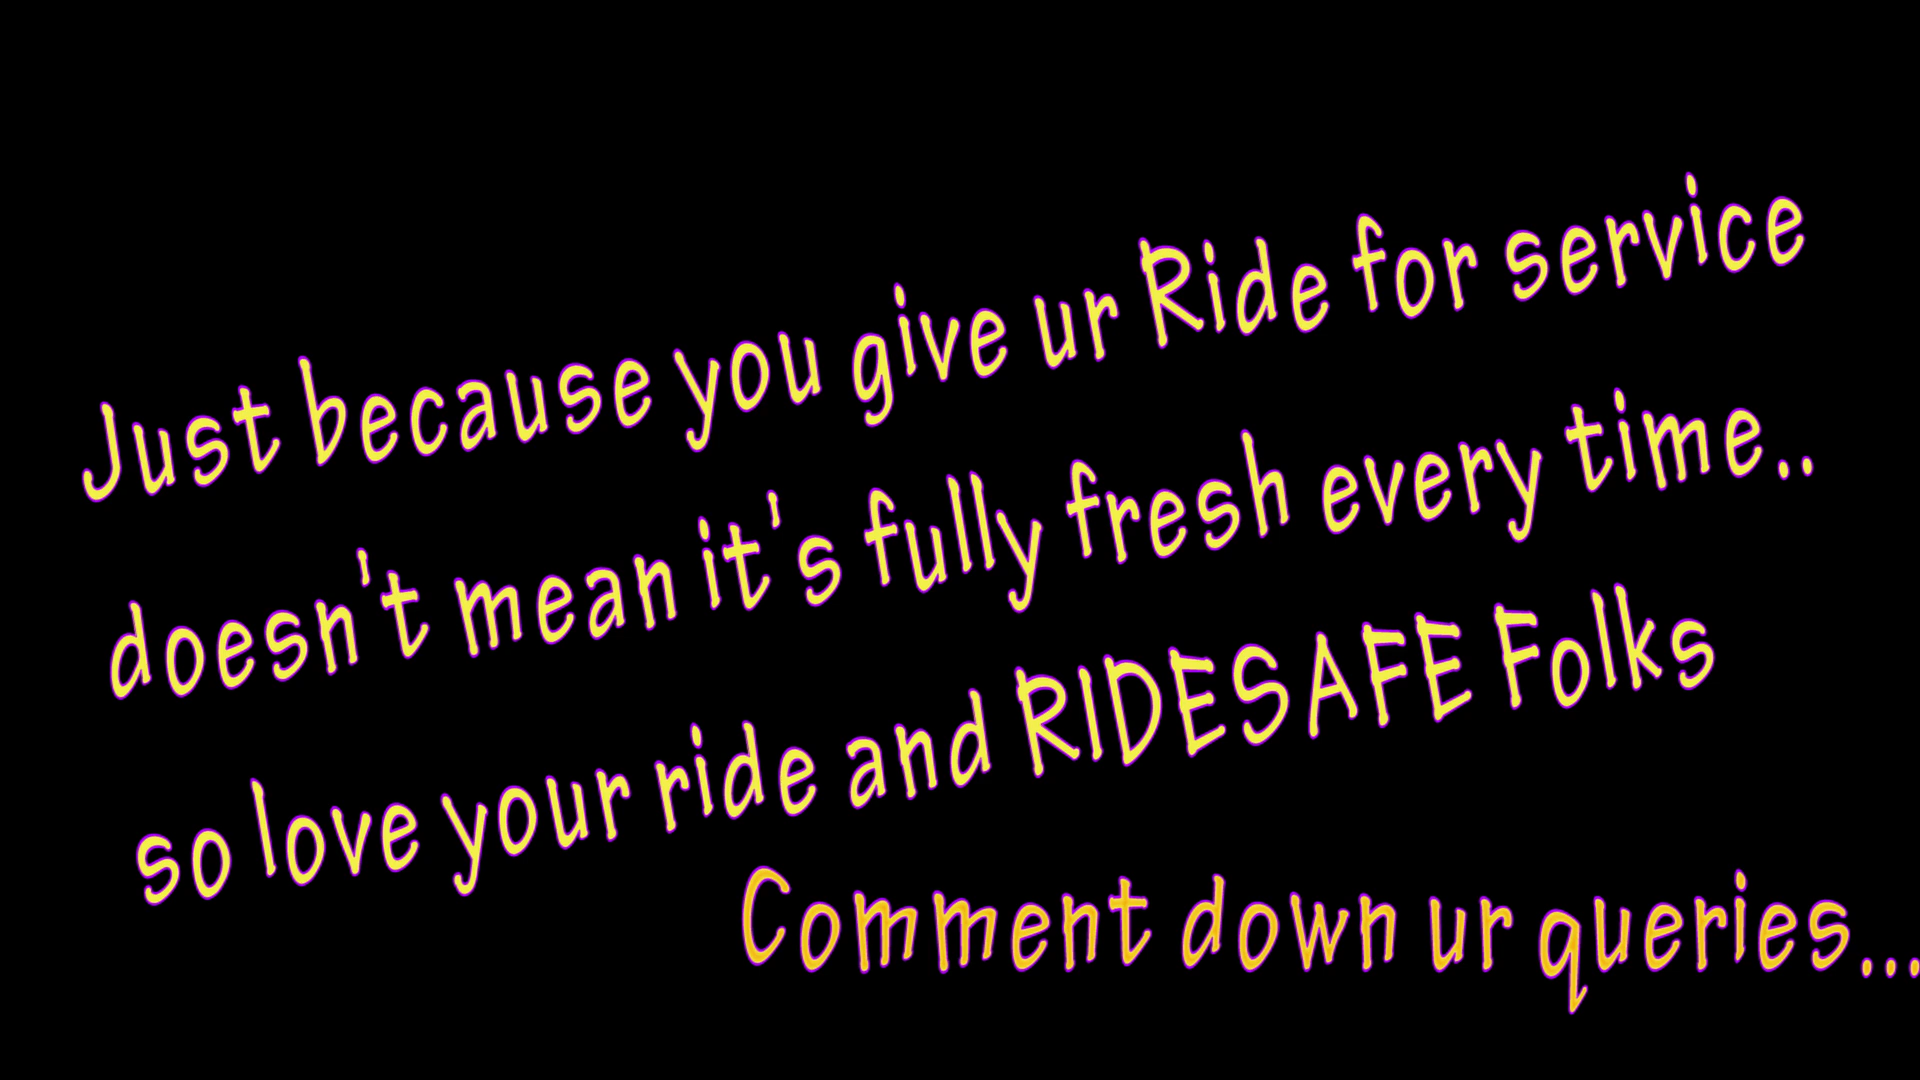 Just because you give ur Ride for service
doesn't mean it's fully fresh every time..
so love your ride and RIDESAFE Folks
Comment down ur queries...